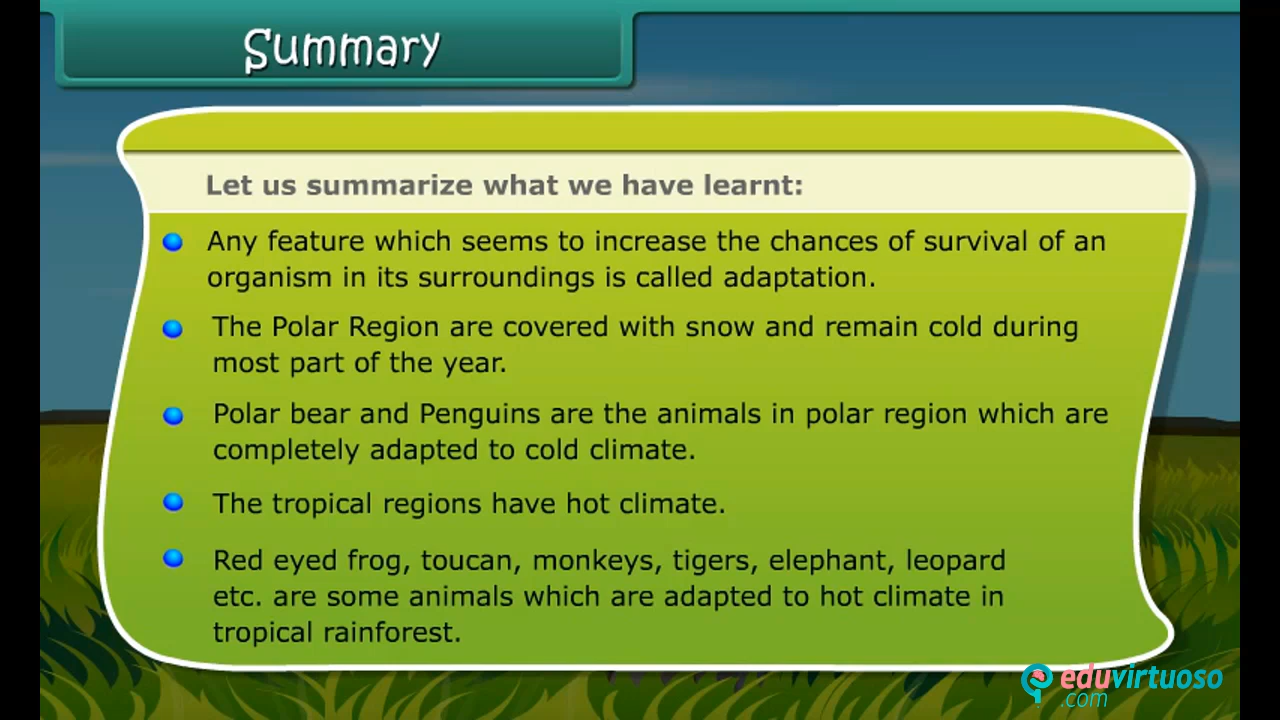 Summary
Let us summarize what we have learnt:
Any feature which seems to increase the chances of survival of an
organism in its surroundings is called adaptation.
The Polar Region are covered with snow and remain cold during
most part of the year.
Polar bear and Penguins are the animals in polar region which are
completely adapted to cold climate.
The tropical regions have hot climate.
Red eyed frog, toucan, monkeys, tigers, elephant, leopard
etc. are some animals which are adapted to hot climate in
tropical rainforest.
eduvirtuoso
.com